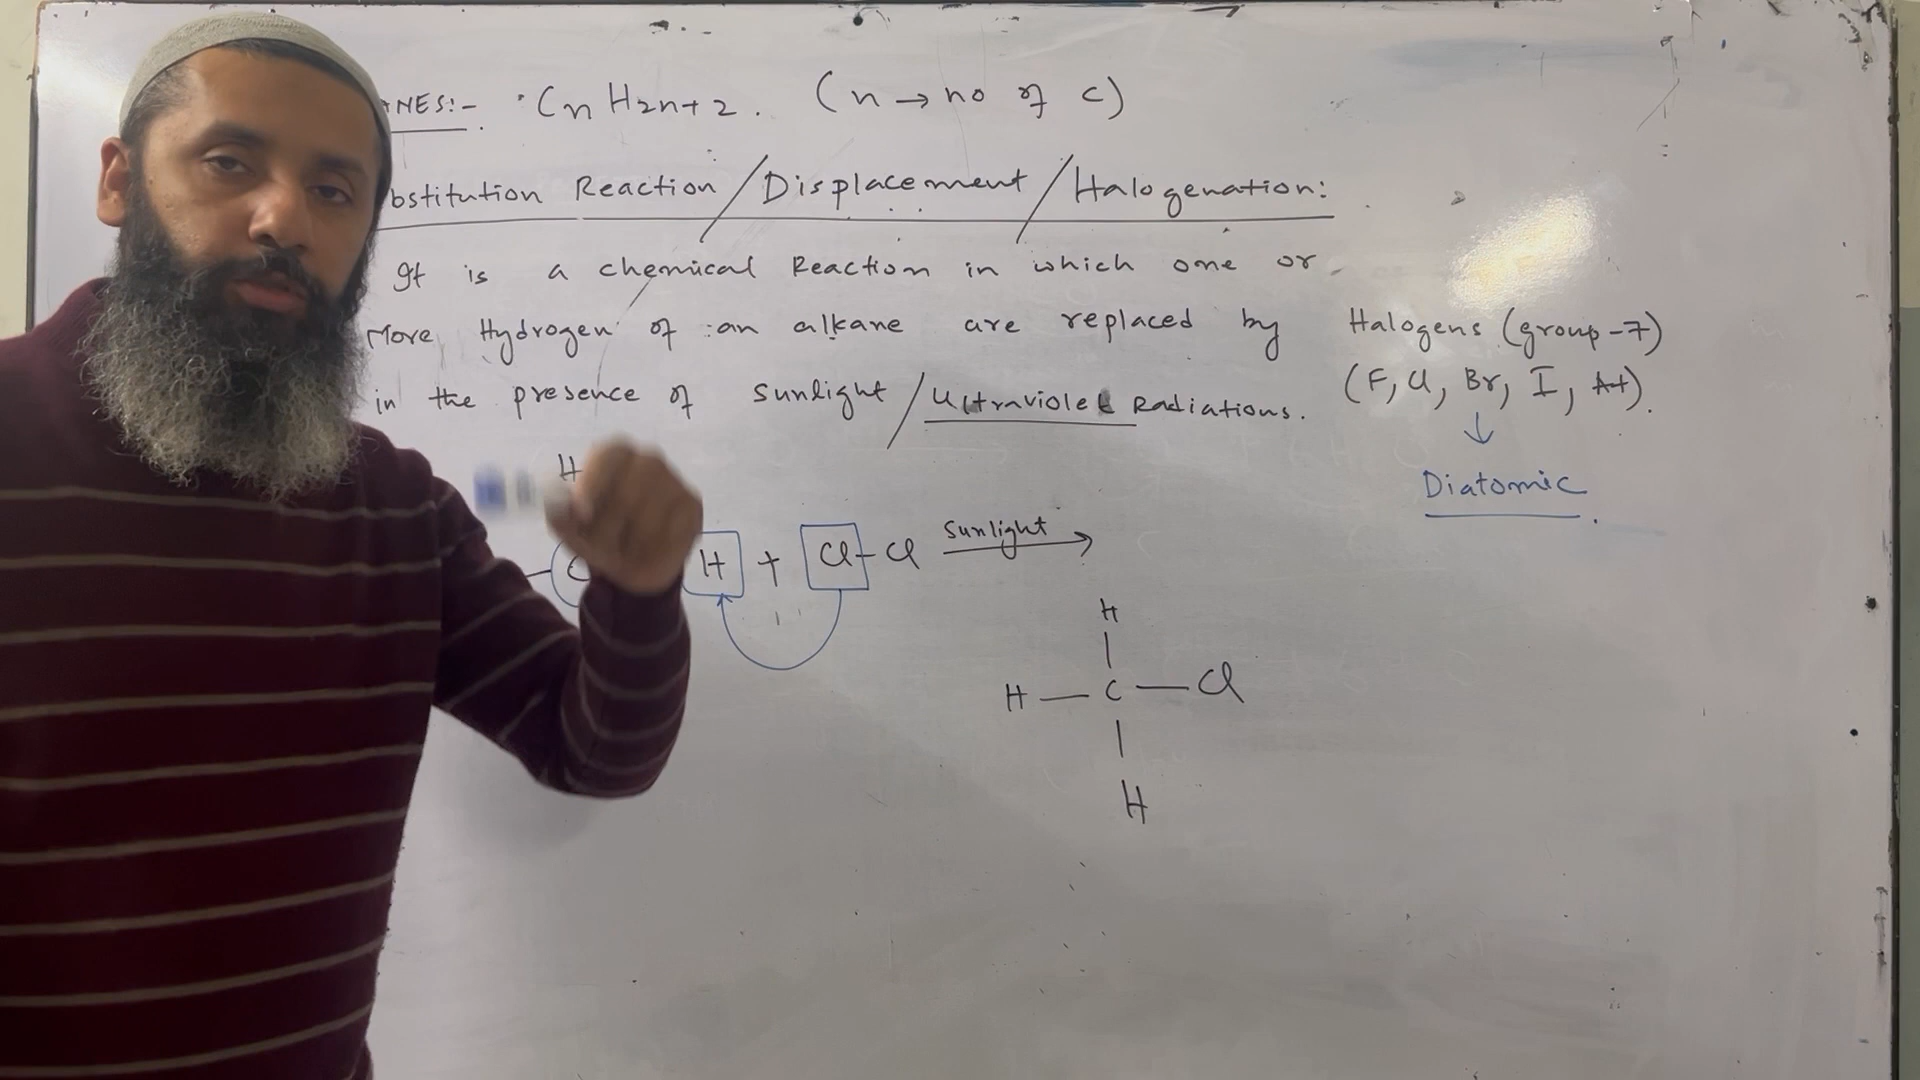 ANES:- CnH2n+2. (n → no of c)
bstitution Reaction / Displacement / Halogenation:
It is a chemical Reaction in which one or
More Hydrogen of an alkane are replaced by Halogens (group-7)
in the presence of sunlight / Ultraviolet Radiations. (F, Cl, Br, I, At).
↓
Diatomic
H
C H + Cl-Cl Sunlight →
H
|
H — C — Cl
|
H